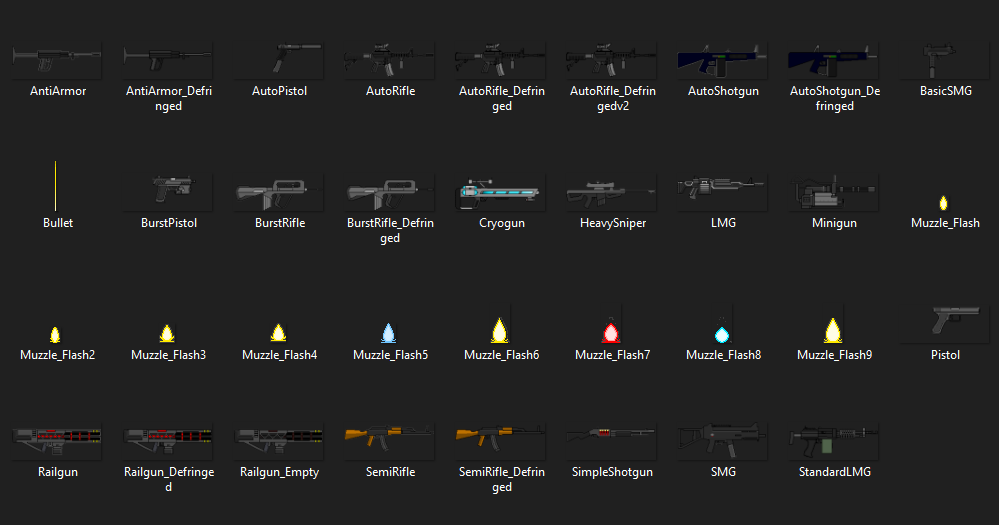 AntiArmor
AntiArmor_Defri
nged
AutoPistol
AutoRifle
AutoRifle_Defrin
ged
AutoRifle_Defrin
gedv2
AutoShotgun
AutoShotgun_De
fringed
BasicSMG
Bullet
BurstPistol
BurstRifle
BurstRifle_Defrin
ged
Cryogun
HeavySniper
LMG
Minigun
Muzzle_Flash
Muzzle_Flash2
Muzzle_Flash3
Muzzle_Flash4
Muzzle_Flash5
Muzzle_Flash6
Muzzle_Flash7
Muzzle_Flash8
Muzzle_Flash9
Pistol
Railgun
Railgun_Defringe
d
Railgun_Empty
SemiRifle
SemiRifle_Defrin
ged
SimpleShotgun
SMG
StandardLMG